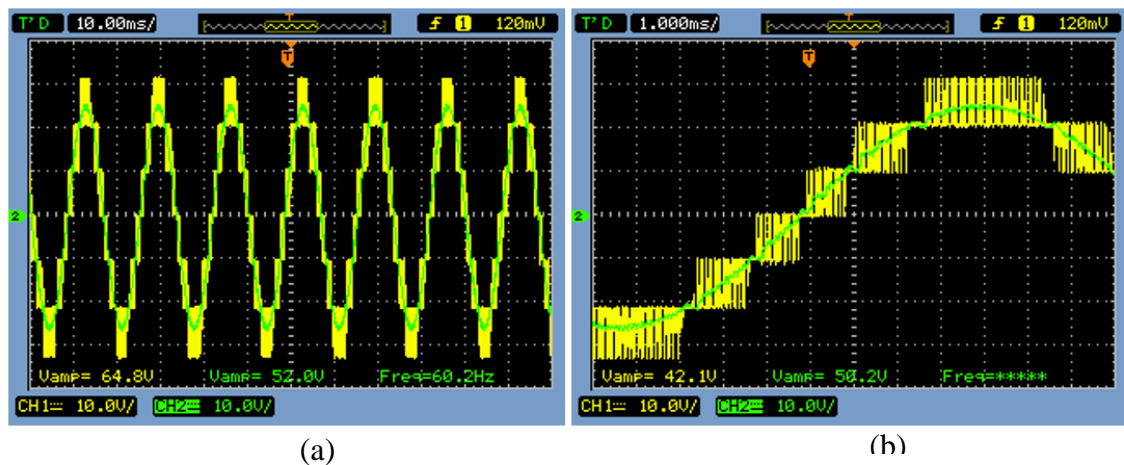 T'D 10.00ms/ T 1 120mV
T
2
Vamp= 64.8V Vamp= 52.0V Freq=60.2Hz
CH1 10.0V/ CH2 10.0V/
(a)
T'D 1.000ms/ T 1 120mV
T
2
Vamp= 42.1V Vamp= 50.2V Freq=*****
CH1 10.0V/ CH2 10.0V/
(b)